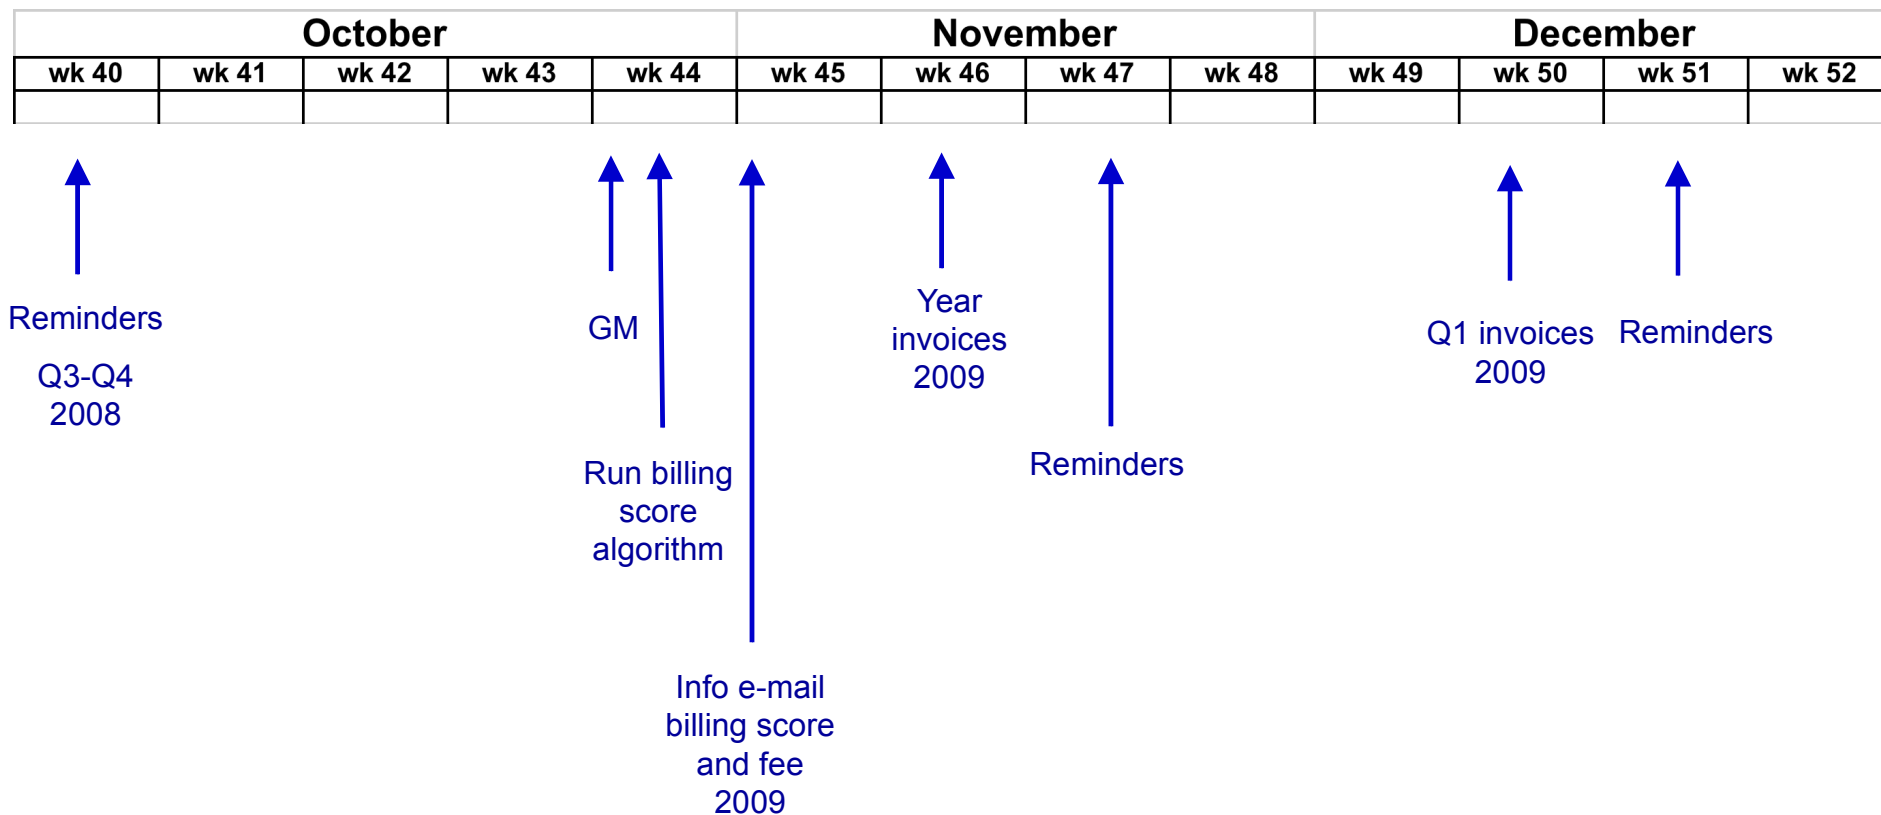 October November December
wk 40 wk 41 wk 42 wk 43 wk 44 wk 45 wk 46 wk 47 wk 48 wk 49 wk 50 wk 51 wk 52
Reminders
Q3-Q4
2008
GM
Run billing
score
algorithm
Info e-mail
billing score
and fee
2009
Year
invoices
2009
Reminders
Q1 invoices
2009
Reminders